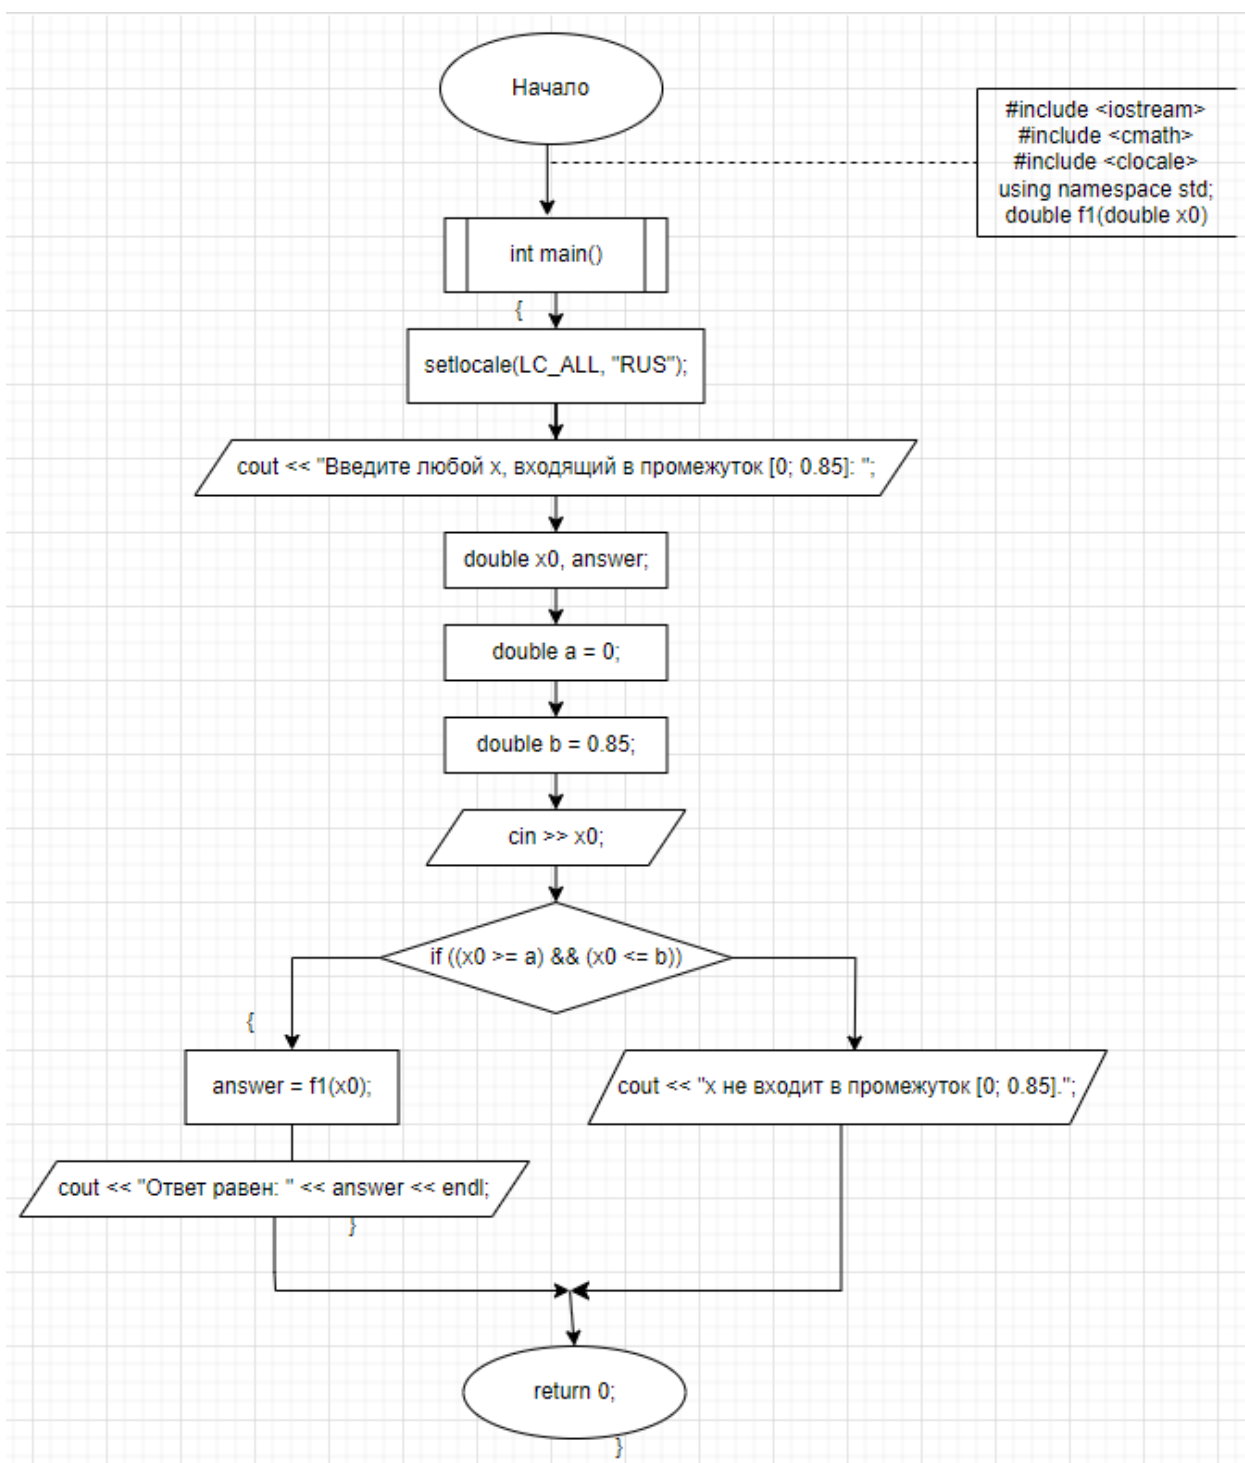 Начало
#include <iostream>
#include <cmath>
#include <clocale>
using namespace std;
double f1(double x0)
int main()
{
setlocale(LC_ALL, "RUS");
cout << "Введите любой x, входящий в промежуток [0; 0.85]: ";
double x0, answer;
double a = 0;
double b = 0.85;
cin >> x0;
if ((x0 >= a) && (x0 <= b))
{
answer = f1(x0);
cout << "x не входит в промежуток [0; 0.85].";
cout << "Ответ равен: " << answer << endl;
}
return 0;
}